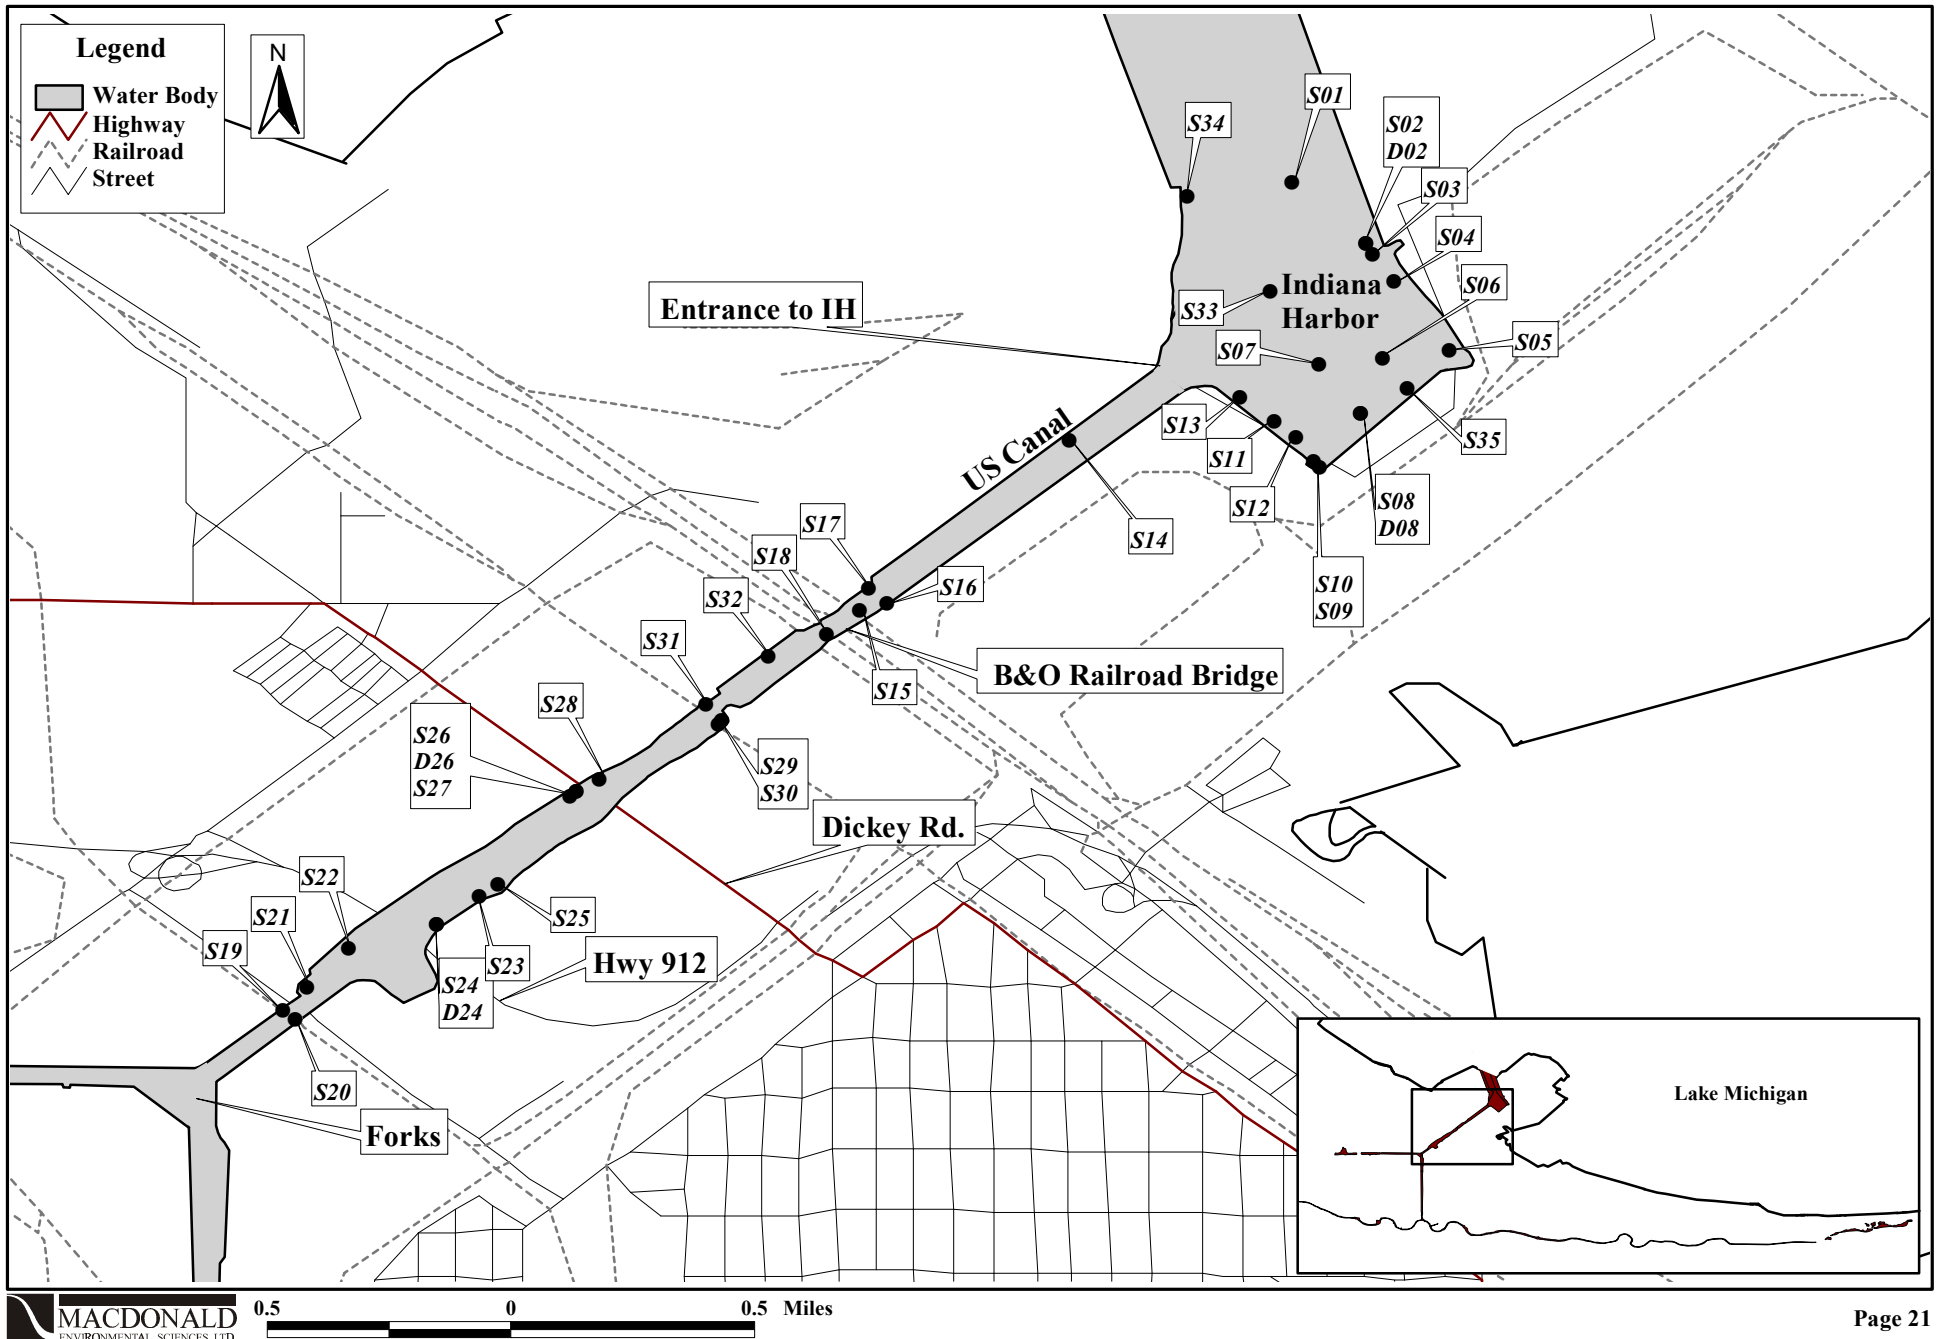 Legend
Water Body
Highway
Railroad
Street
N
S01
S34
S02
D02
S03
S04
S06
S05
Indiana
Harbor
S33
S07
Entrance to IH
S13
S11
S12
S35
S08
D08
S10
S09
US Canal
S14
S17
S18
S16
S32
S15
S31
B&O Railroad Bridge
S28
S26
D26
S27
S29
S30
Dickey Rd.
S22
S21
S19
S25
S23
S24
D24
Hwy 912
S20
Forks
Lake Michigan
MACDONALD
ENVIRONMENTAL SCIENCES LTD
0.5 0 0.5 Miles
Page 21